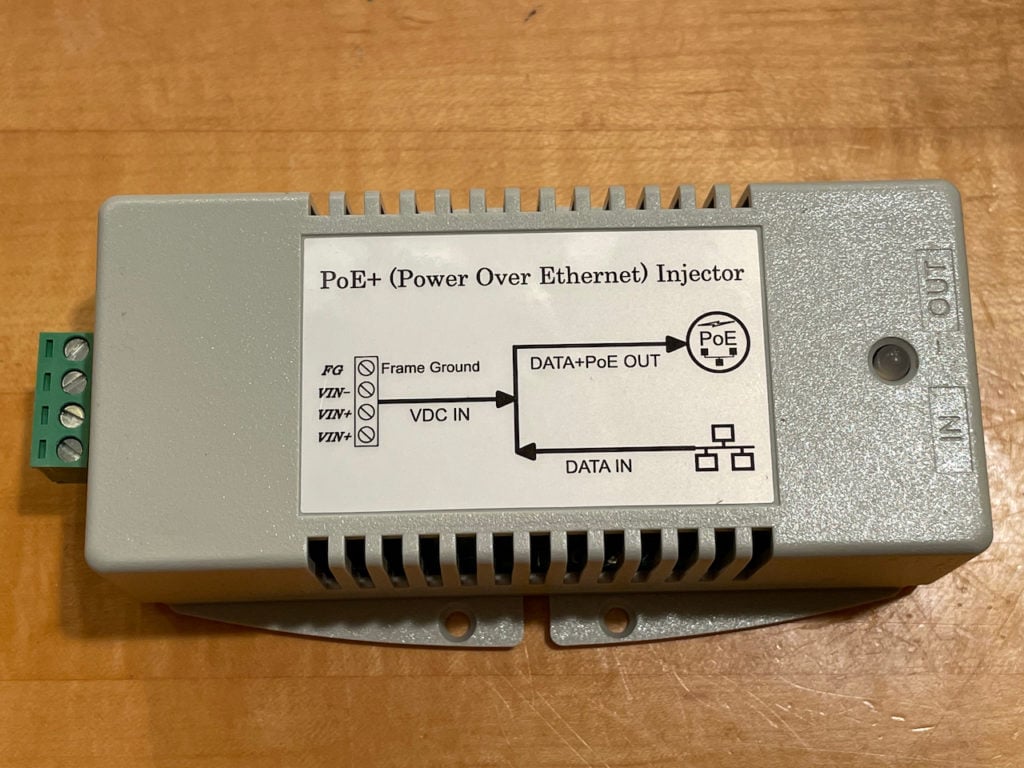 PoE+ (Power Over Ethernet) Injector
FG Frame Ground
VIN-
VIN+
VIN+
VDC IN
DATA+PoE OUT
PoE
DATA IN
OUT
IN